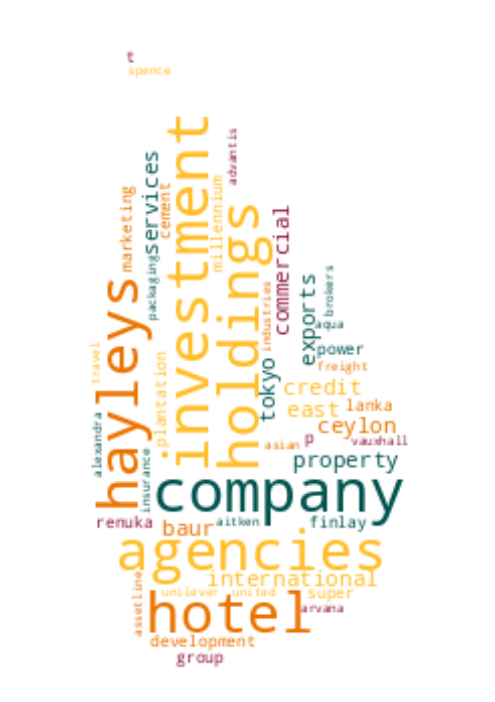 t
spence
investment
advantis
services
marketing
cement
millennium
holdings
commercial
packaging
hayleys
industries
exports
brokers
aqua
power
freight
travel
plantation
tokyo
credit
east
lanka
ceylon
alexandra
insurance
asian
p
vauxhall
property
company
renuka
baur
aitken
finlay
agencies
international
assetline
unilever
united
super
hotel
arvana
development
group